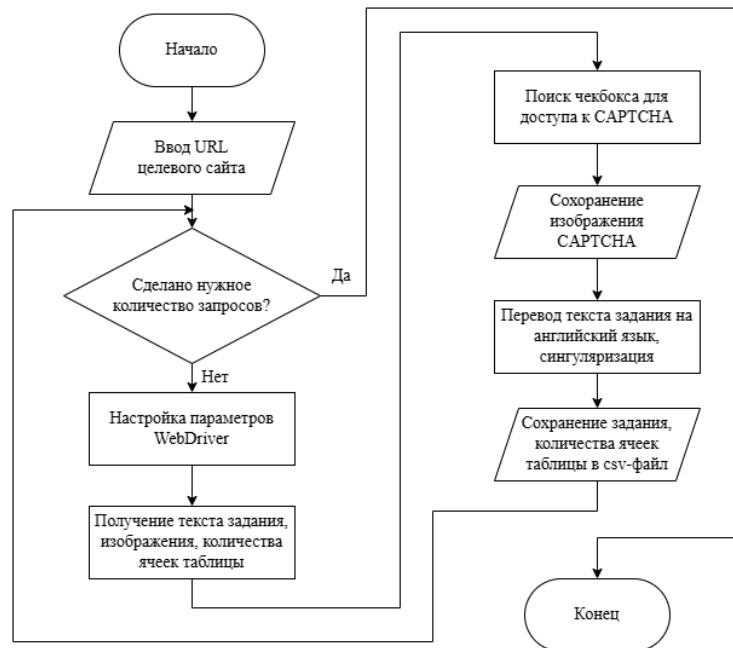 Начало
Ввод URL
целевого сайта
Сделано нужное
количество запросов?
Да
Нет
Настройка параметров
WebDriver
Получение текста задания,
изображения, количества
ячеек таблицы
Поиск чекбокса для
доступа к CAPTCHA
Сохоранение
изображения
CAPTCHA
Перевод текста задания на
английский язык,
сингуляризация
Сохранение задания,
количества ячеек
таблицы в csv-файл
Конец